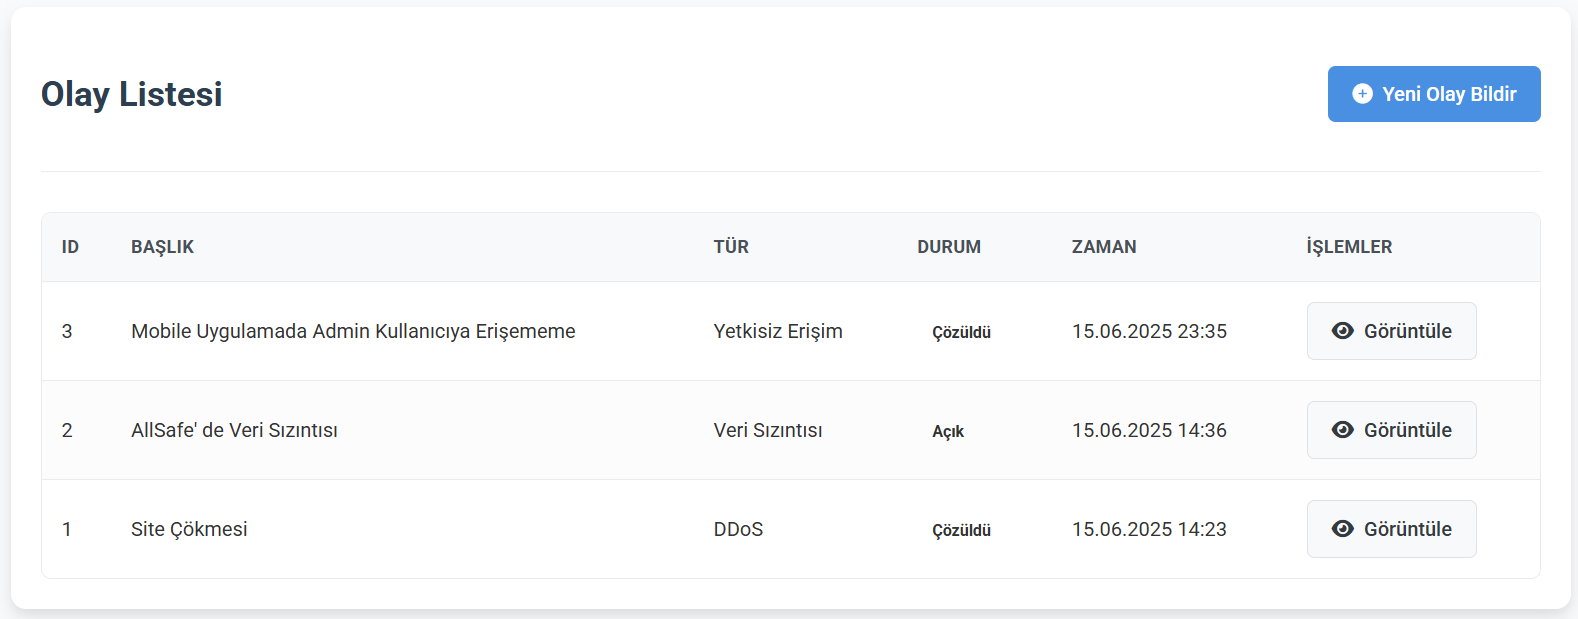 Olay Listesi
Yeni Olay Bildir
ID BAŞLIK TÜR DURUM ZAMAN İŞLEMLER
3 Mobile Uygulamada Admin Kullanıcıya Erişememe Yetkisiz Erişim Çözüldü 15.06.2025 23:35 Görüntüle
2 AllSafe' de Veri Sızıntısı Veri Sızıntısı Açık 15.06.2025 14:36 Görüntüle
1 Site Çökmesi DDoS Çözüldü 15.06.2025 14:23 Görüntüle